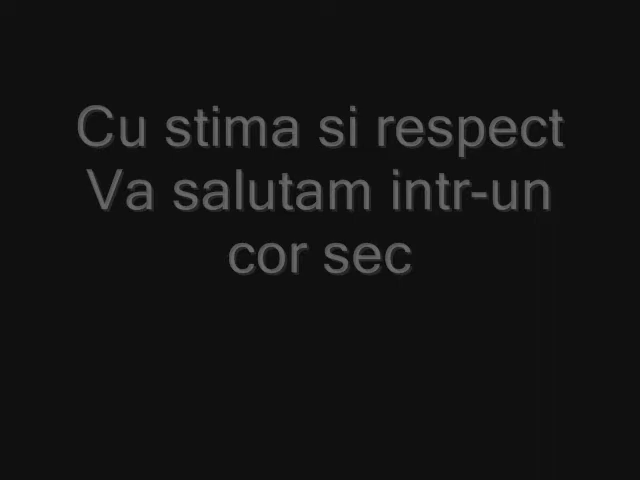 Cu stima si respect
Va salutam intr-un
cor sec